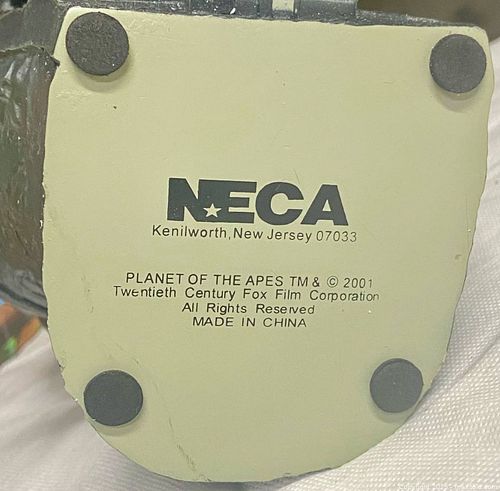 NECA
Kenilworth, New Jersey 07033
PLANET OF THE APES TM & © 2001
Twentieth Century Fox Film Corporation
All Rights Reserved
MADE IN CHINA